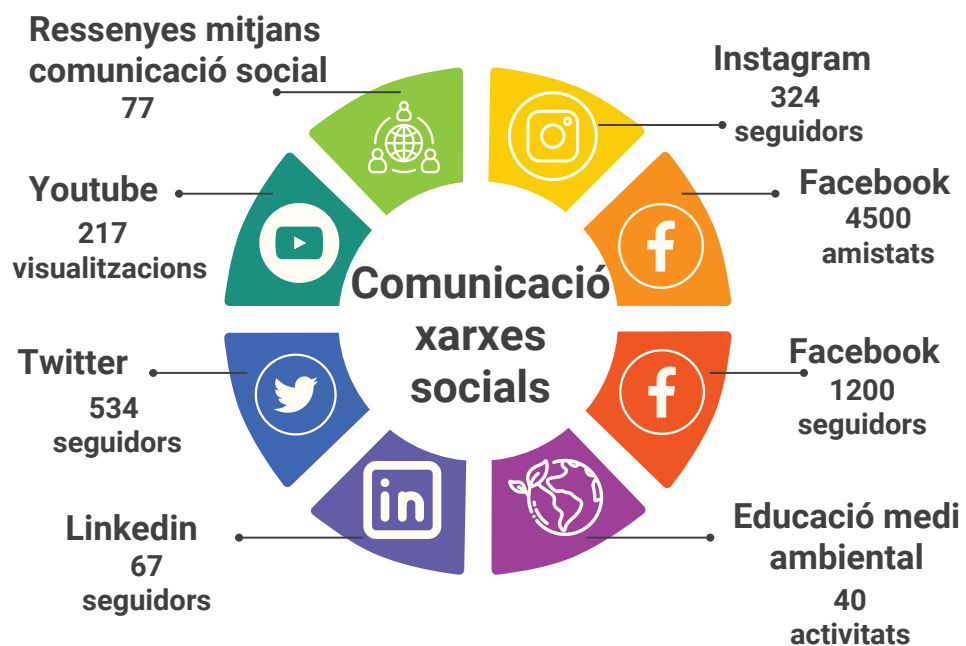 Ressenyes mitjans
comunicació social
77
Instagram
324
seguidors
Youtube
217
visualitzacions
Facebook
4500
amistats
Comunicació
xarxes
socials
Twitter
534
seguidors
Facebook
1200
seguidors
in
Linkedin
67
seguidors
Educació medi
ambiental
40
activitats